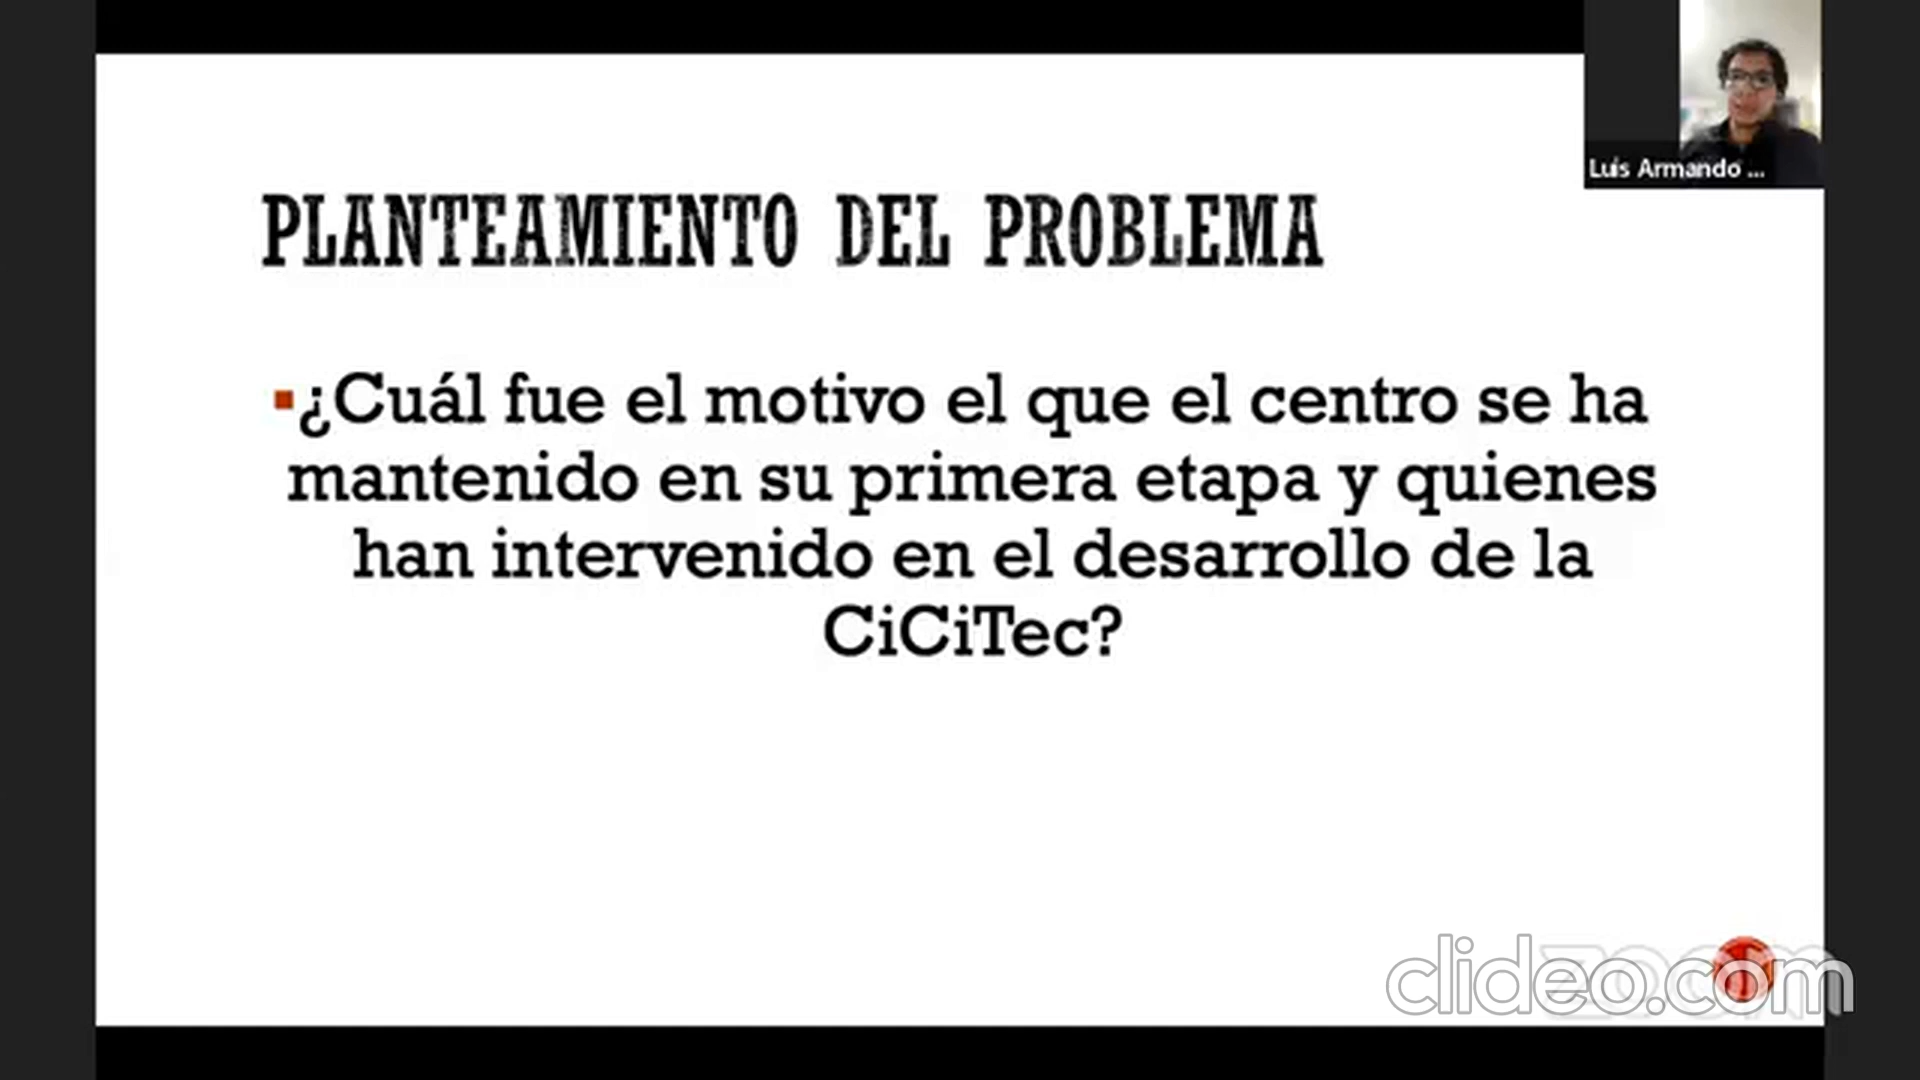 Luis Armando ...
PLANTEAMIENTO DEL PROBLEMA
¿Cuál fue el motivo el que el centro se ha
mantenido en su primera etapa y quienes
han intervenido en el desarrollo de la
CiCiTec?
zoom
clideo.com